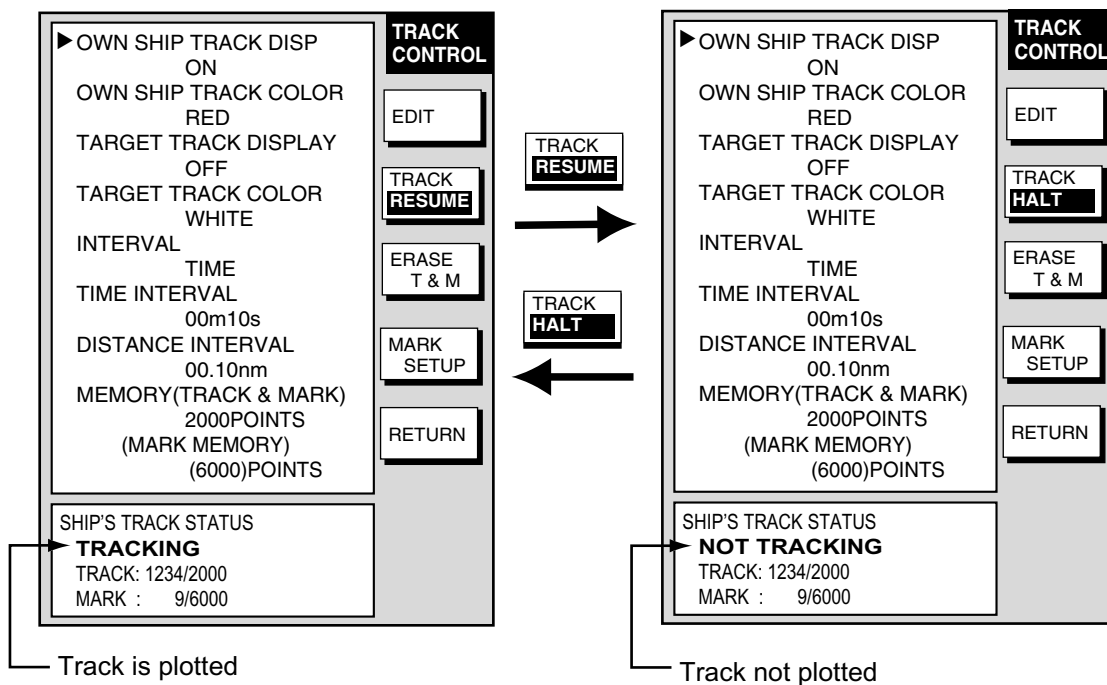 ▶OWN SHIP TRACK DISP
ON
OWN SHIP TRACK COLOR
RED
TARGET TRACK DISPLAY
OFF
TARGET TRACK COLOR
WHITE
INTERVAL
TIME
TIME INTERVAL
00m10s
DISTANCE INTERVAL
00.10nm
MEMORY(TRACK & MARK)
2000POINTS
(MARK MEMORY)
(6000)POINTS
TRACK
CONTROL
EDIT
TRACK
RESUME
ERASE
T & M
MARK
SETUP
RETURN
SHIP'S TRACK STATUS
TRACKING
TRACK: 1234/2000
MARK : 9/6000
Track is plotted
TRACK
RESUME
TRACK
HALT
▶OWN SHIP TRACK DISP
ON
OWN SHIP TRACK COLOR
RED
TARGET TRACK DISPLAY
OFF
TARGET TRACK COLOR
WHITE
INTERVAL
TIME
TIME INTERVAL
00m10s
DISTANCE INTERVAL
00.10nm
MEMORY(TRACK & MARK)
2000POINTS
(MARK MEMORY)
(6000)POINTS
TRACK
CONTROL
EDIT
TRACK
HALT
ERASE
T & M
MARK
SETUP
RETURN
SHIP'S TRACK STATUS
NOT TRACKING
TRACK: 1234/2000
MARK : 9/6000
Track not plotted